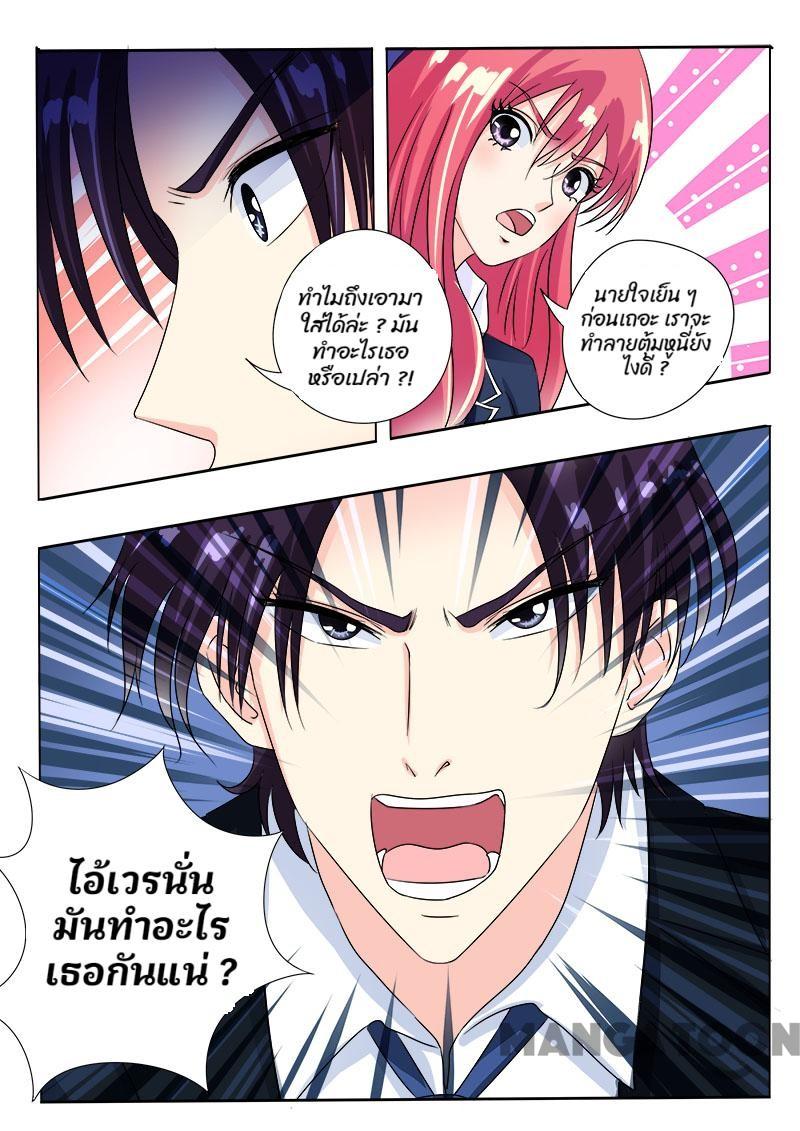 ทำไมถึงเอามา
ใส่ได้ล่ะ ? มัน
ทำอะไรเธอ
หรือเปล่า ?!
นายใจเย็น ๆ
ก่อนเถอะ เราจะ
ทำลายตุ้มหูนี่ยัง
ไงดี ?
ไอ้เวรนั่น
มันทำอะไร
เธอกันแน่ ?
MANGATOON